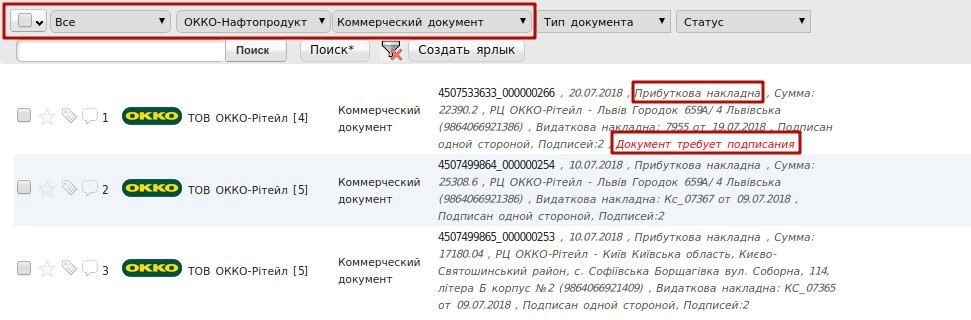 Все ОККО-Нафтопродукт Коммерческий документ Тип документа Статус
Поиск Поиск* Создать ярлык
1 ОККО ТОВ ОККО-Рітейл [4] Коммерческий документ
4507533633_000000266 , 20.07.2018 , Прибуткова накладна , Сумма:
22390.2 , РЦ ОККО-Рітейл - Львів Городок 659А/ 4 Львівська
(9864066921386) , Видаткова накладна: 7955 от 19.07.2018 , Подписан
одной стороной, Подписей:2 , Документ требует подписания
2 ОККО ТОВ ОККО-Рітейл [5] Коммерческий документ
4507499864_000000254 , 10.07.2018 , Прибуткова накладна , Сумма:
25308.6 , РЦ ОККО-Рітейл - Львів Городок 659А/ 4 Львівська
(9864066921386) , Видаткова накладна: Кс_07367 от 09.07.2018 ,
Подписан одной стороной, Подписей:2
3 ОККО ТОВ ОККО-Рітейл [5] Коммерческий документ
4507499865_000000253 , 10.07.2018 , Прибуткова накладна , Сумма:
17180.04 , РЦ ОККО-Рітейл - Київ Київська область, Києво-
Святошинський район, с. Софіївська Борщагівка вул. Соборна, 114,
літера Б корпус №2 (9864066921409) , Видаткова накладна: КС_07365
от 09.07.2018 , Подписан одной стороной, Подписей:2